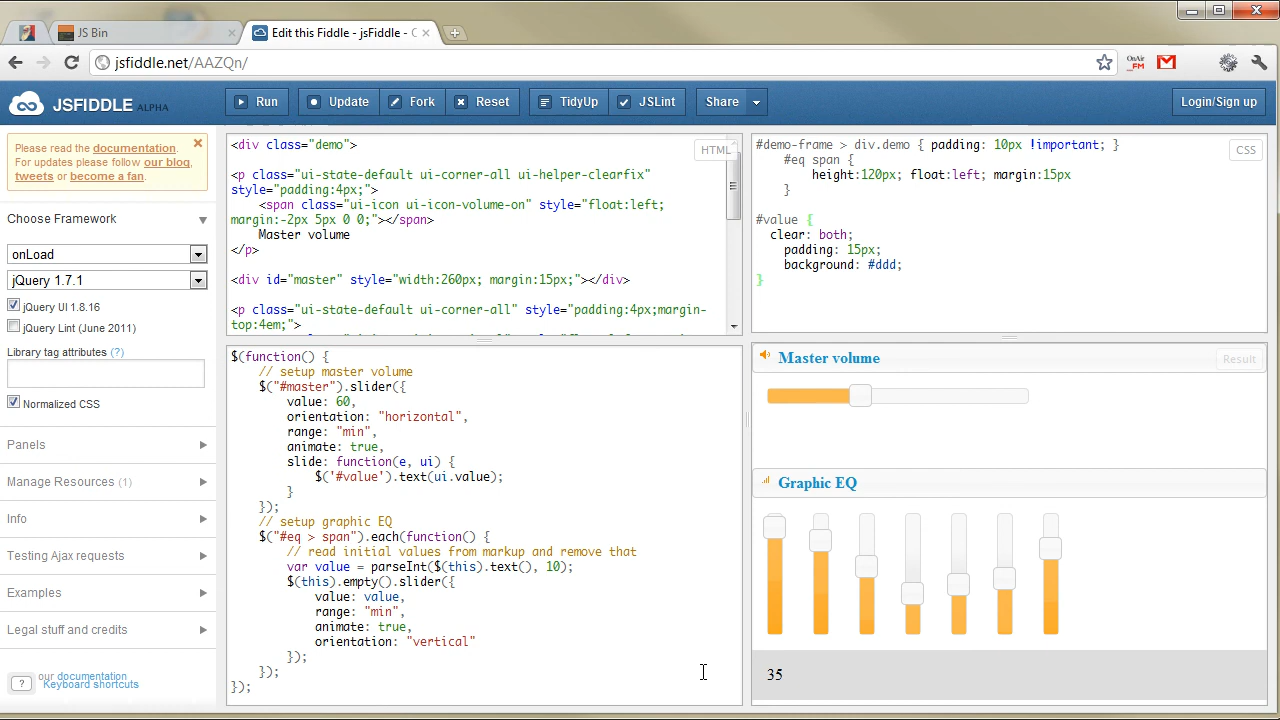 JS Bin
Edit this Fiddle - jsFiddle - C
jsfiddle.net/AAZQn/
OnAir
FM
JSFIDDLE ALPHA
Run
Update
Fork
Reset
TidyUp
JSLint
Share
Login/Sign up
Please read the documentation.
For updates please follow our blog,
tweets or become a fan.
Choose Framework
onLoad
jQuery 1.7.1
jQuery UI 1.8.16
jQuery Lint (June 2011)
Library tag attributes (?)
Normalized CSS
Panels
Manage Resources (1)
Info
Testing Ajax requests
Examples
Legal stuff and credits
?
our documentation
Keyboard shortcuts
HTML
<div class="demo">
<p class="ui-state-default ui-corner-all ui-helper-clearfix"
style="padding:4px;">
<span class="ui-icon ui-icon-volume-on" style="float:left;
margin:-2px 5px 0 0;"></span>
Master volume
</p>
<div id="master" style="width:260px; margin:15px;"></div>
<p class="ui-state-default ui-corner-all" style="padding:4px;margin-
top:4em;">
CSS
#demo-frame > div.demo { padding: 10px !important; }
#eq span {
height:120px; float:left; margin:15px
}
#value {
clear: both;
padding: 15px;
background: #ddd;
}
$(function() {
// setup master volume
$("#master").slider({
value: 60,
orientation: "horizontal",
range: "min",
animate: true,
slide: function(e, ui) {
$('#value').text(ui.value);
}
});
// setup graphic EQ
$("#eq > span").each(function() {
// read initial values from markup and remove that
var value = parseInt($(this).text(), 10);
$(this).empty().slider({
value: value,
range: "min",
animate: true,
orientation: "vertical"
});
});
});
Master volume
Result
Graphic EQ
35